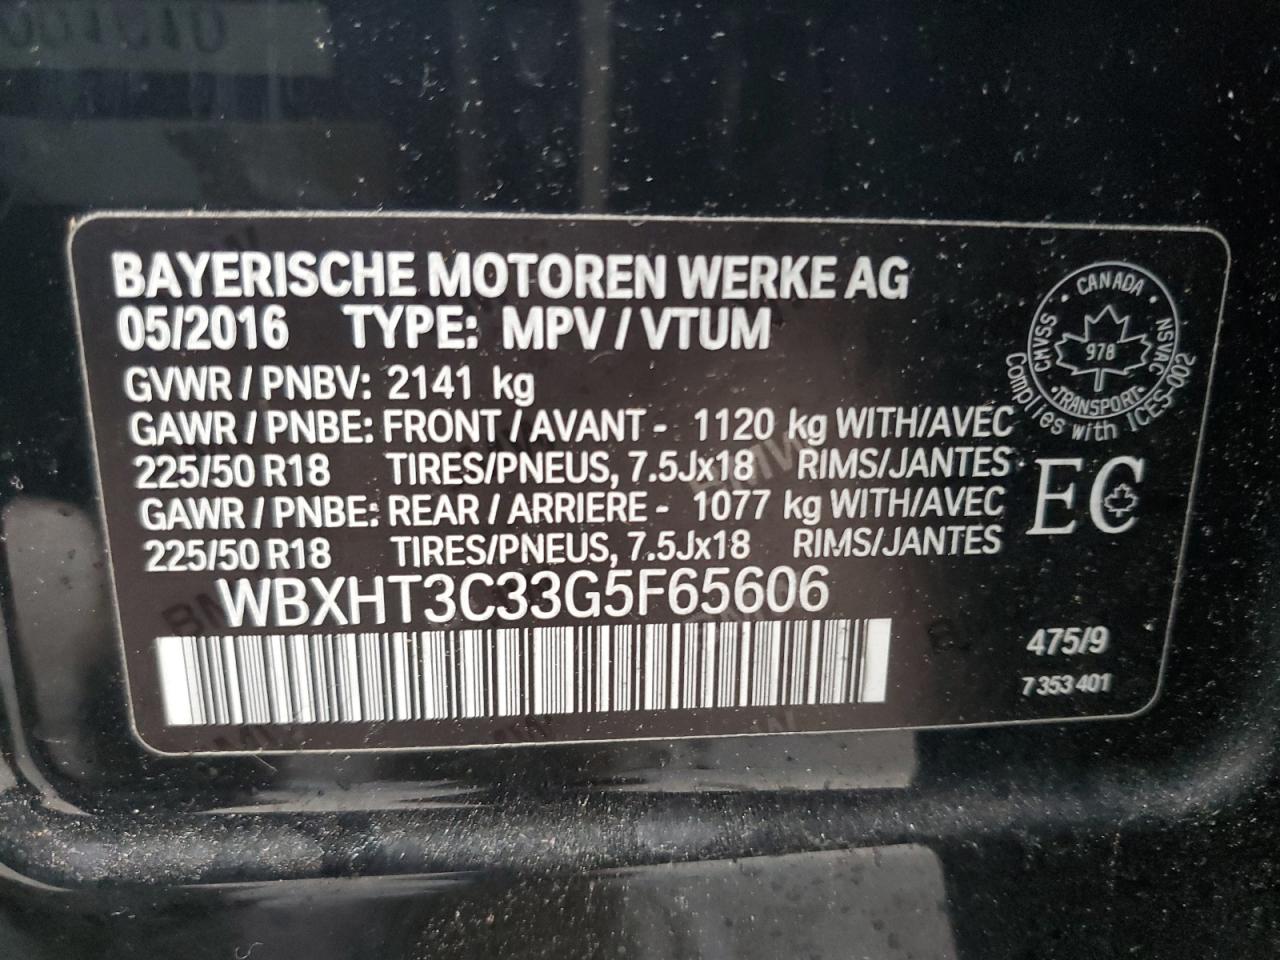 BAYERISCHE MOTOREN WERKE AG
05/2016 TYPE: MPV / VTUM
GVWR / PNBV: 2141 kg
GAWR / PNBE: FRONT / AVANT - 1120 kg WITH/AVEC
225/50 R18 TIRES/PNEUS, 7.5Jx18 RIMS/JANTES
GAWR / PNBE: REAR / ARRIERE - 1077 kg WITH/AVEC
225/50 R18 TIRES/PNEUS, 7.5Jx18 RIMS/JANTES
WBXHT3C33G5F65606
CANADA
CMVSS
NSVAC
978
TRANSPORT
Complies with ICES-002
EC
475/9
7 353 401
BMW
BMW
BMW